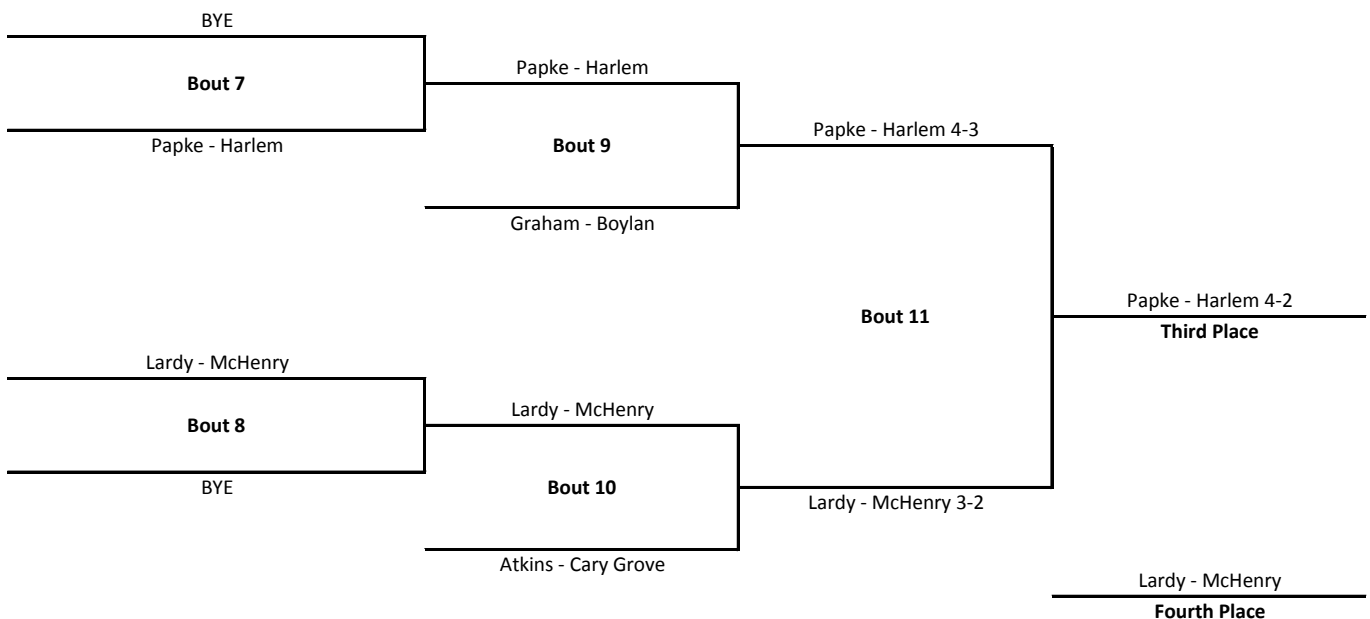 BYE
Bout 7
Papke - Harlem
Papke - Harlem
Bout 9
Graham - Boylan
Papke - Harlem 4-3
Bout 11
Papke - Harlem 4-2
Third Place
Lardy - McHenry
Bout 8
BYE
Lardy - McHenry
Bout 10
Atkins - Cary Grove
Lardy - McHenry 3-2
Lardy - McHenry
Fourth Place